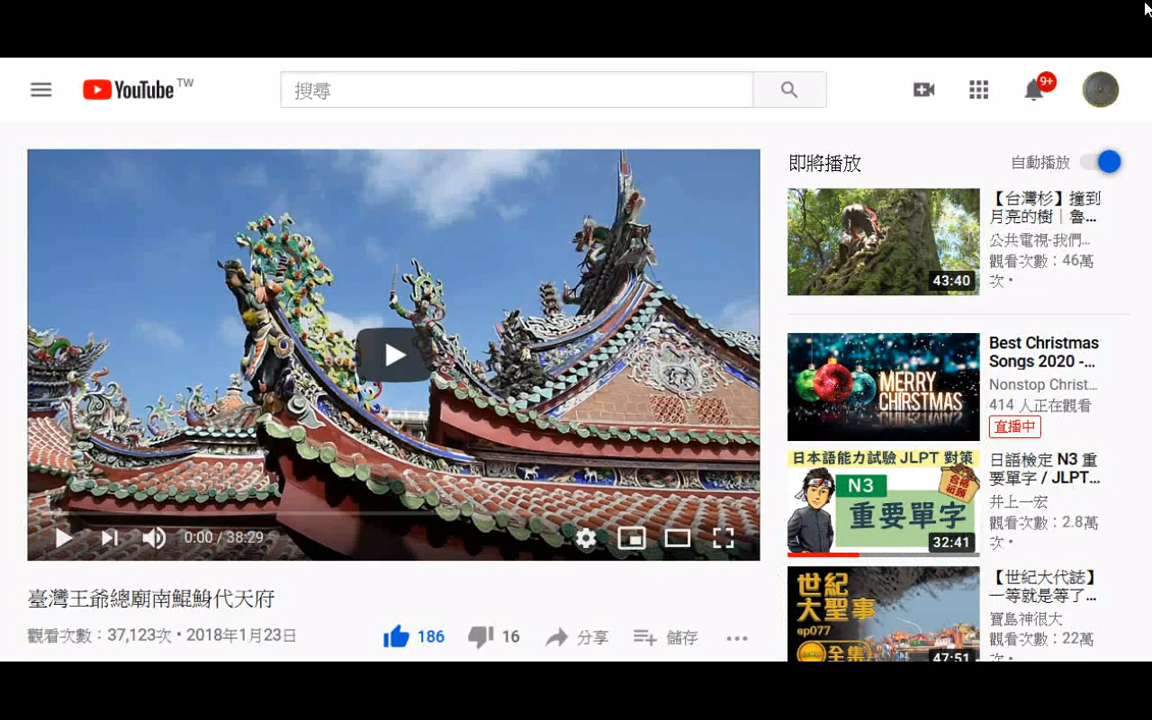 YouTube TW
搜尋
9+
即將播放
自動播放
【台灣杉】撞到
月亮的樹｜魯...
公共電視-我們...
觀看次數：46萬
次•
43:40
Best Christmas
Songs 2020 -...
Nonstop Christ...
414 人正在觀看
直播中
MERRY
CHIRSTMAS
日本語能力試驗 JLPT 對策
N3
重要單字
32:41
日語檢定 N3 重
要單字 / JLPT...
井上一宏
觀看次數：2.8萬
次•
世紀
大聖事
ep077
全集
47:51
【世紀大代誌】
一等就是等了...
寶島神很大
觀看次數：22萬
次•
0:00 / 38:29
臺灣王爺總廟南鯤鯓代天府
觀看次數：37,123次 • 2018年1月23日
186
16
分享
儲存